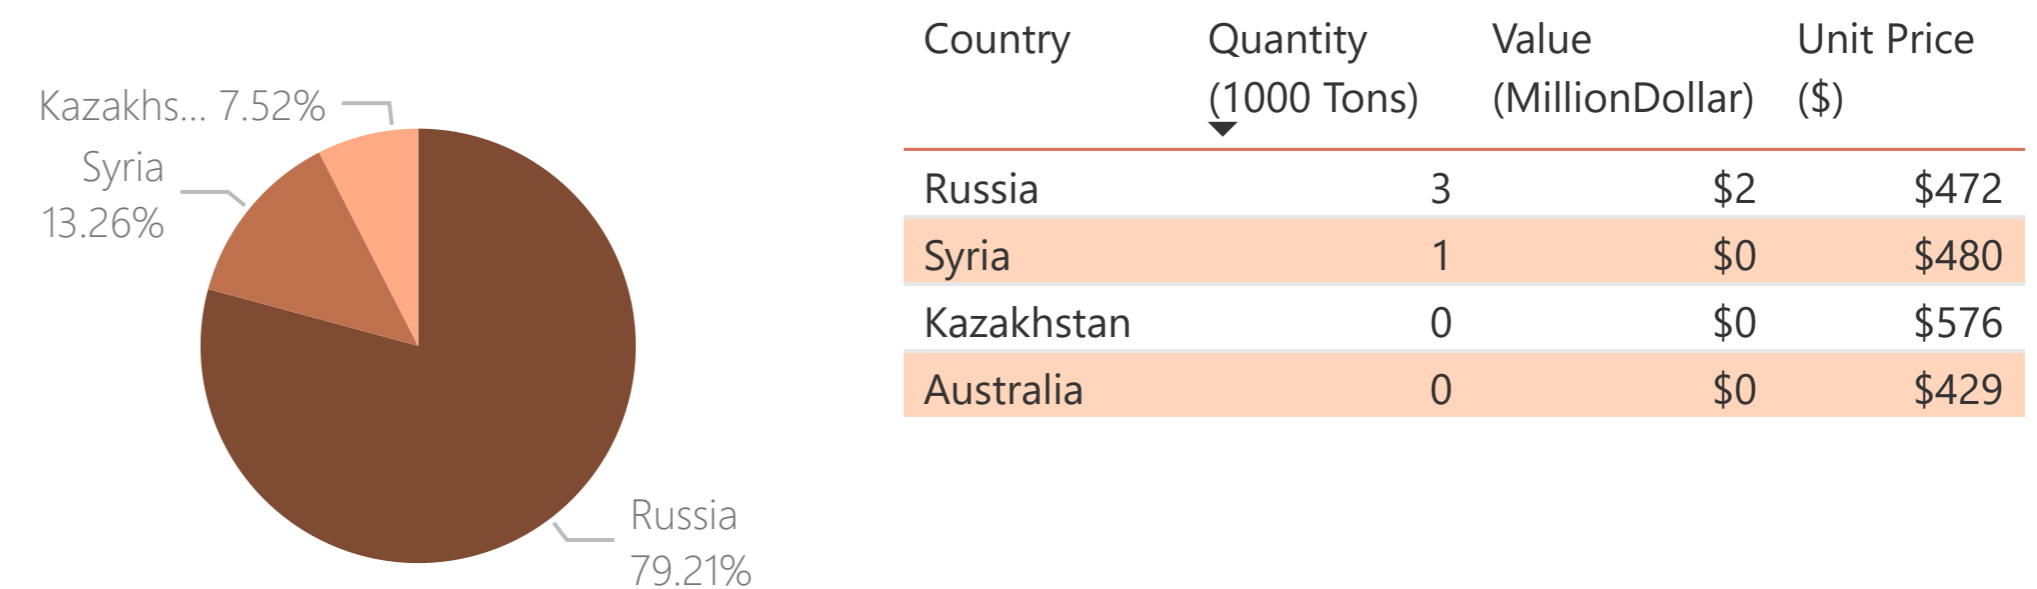 Kazakhs... 7.52%
Syria
13.26%
Russia
79.21%
Country Quantity (1000 Tons) Value (MillionDollar) Unit Price ($)
Russia 3 $2 $472
Syria 1 $0 $480
Kazakhstan 0 $0 $576
Australia 0 $0 $429